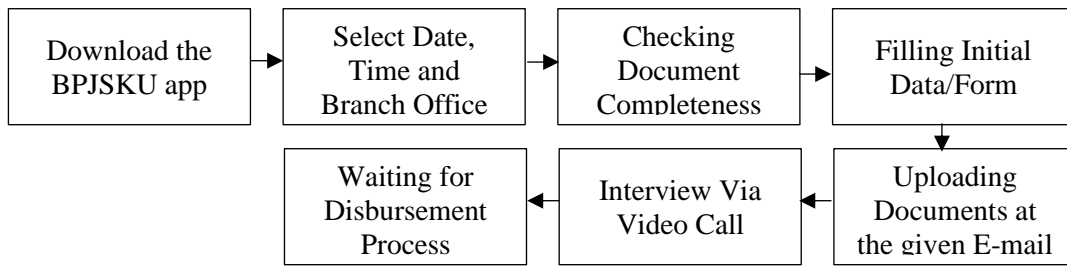 Download the
BPJSKU app
Select Date,
Time and
Branch Office
Checking
Document
Completeness
Filling Initial
Data/Form
Uploading
Documents at
the given E-mail
Interview Via
Video Call
Waiting for
Disbursement
Process